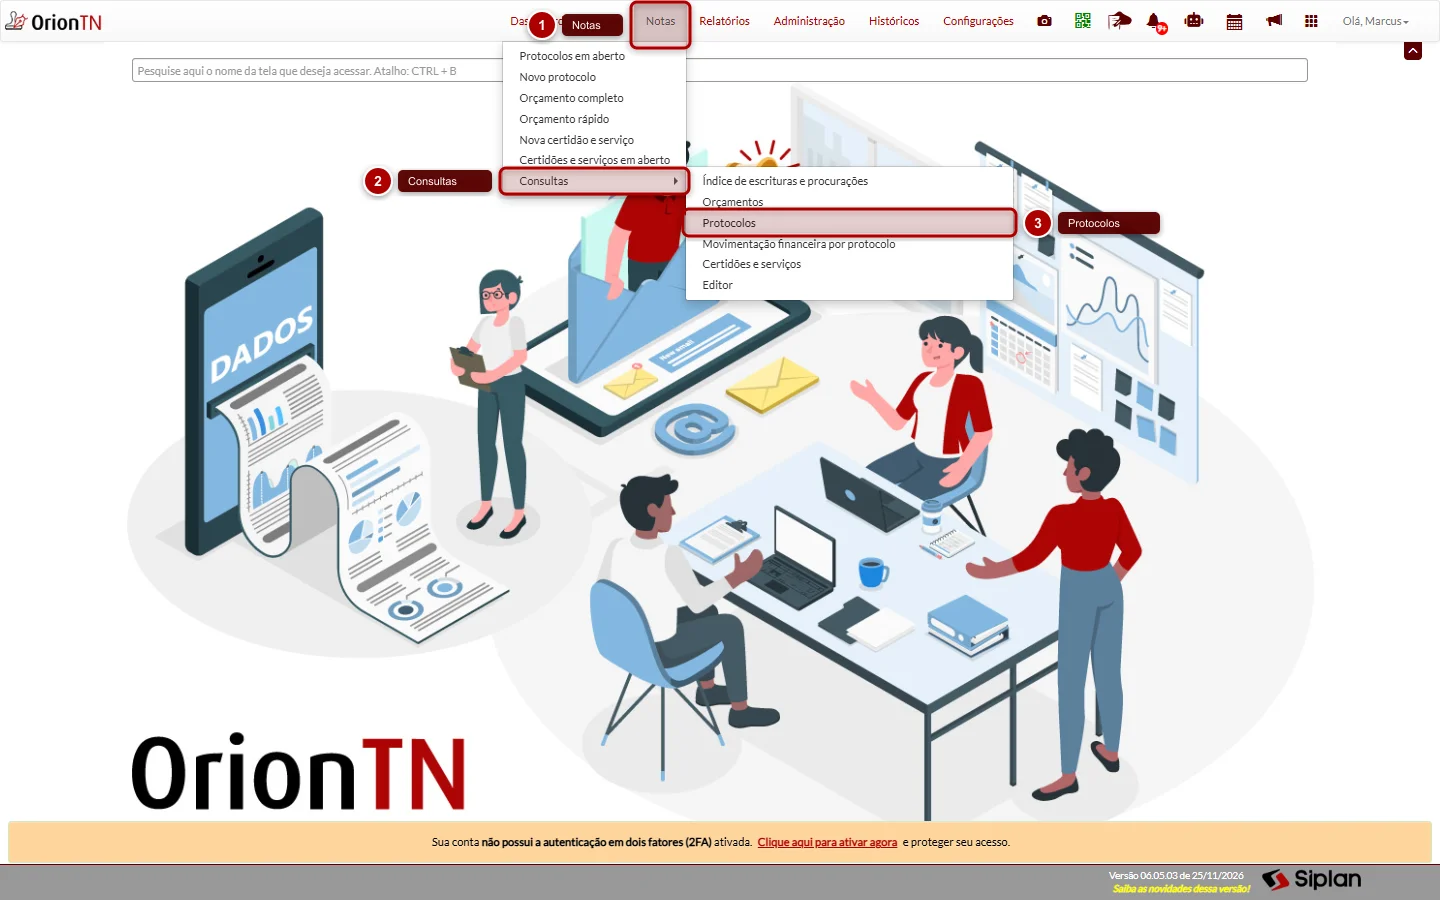 OrionTN
1
Notas
Notas
Relatórios
Administração
Históricos
Configurações
9+
Olá, Marcus
Pesquise aqui o nome da tela que deseja acessar. Atalho: CTRL + B
Protocolos em aberto
Novo protocolo
Orçamento completo
Orçamento rápido
Nova certidão e serviço
Certidões e serviços em aberto
2
Consultas
Consultas
Índice de escrituras e procurações
Orçamentos
Protocolos
3
Protocolos
Movimentação financeira por protocolo
Certidões e serviços
Editor
DADOS
New email
@
OrionTN
Sua conta não possui a autenticação em dois fatores (2FA) ativada. Clique aqui para ativar agora e proteger seu acesso.
Versão 06.05.03 de 25/11/2026
Saiba as novidades dessa versão!
Siplan